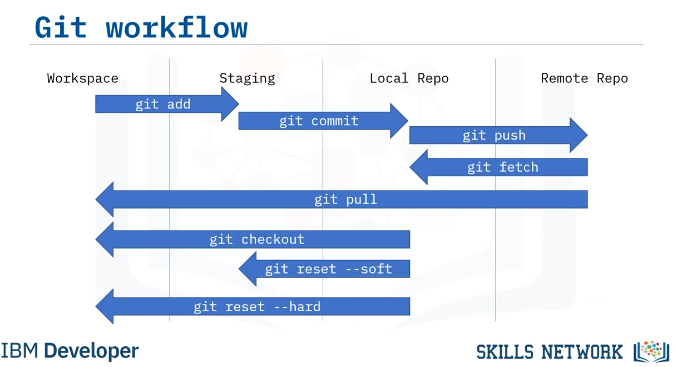 Git workflow
Workspace
Staging
Local Repo
Remote Repo
git add
git commit
git push
git fetch
git pull
git checkout
git reset --soft
git reset --hard
IBM Developer
SKILLS NETWORK